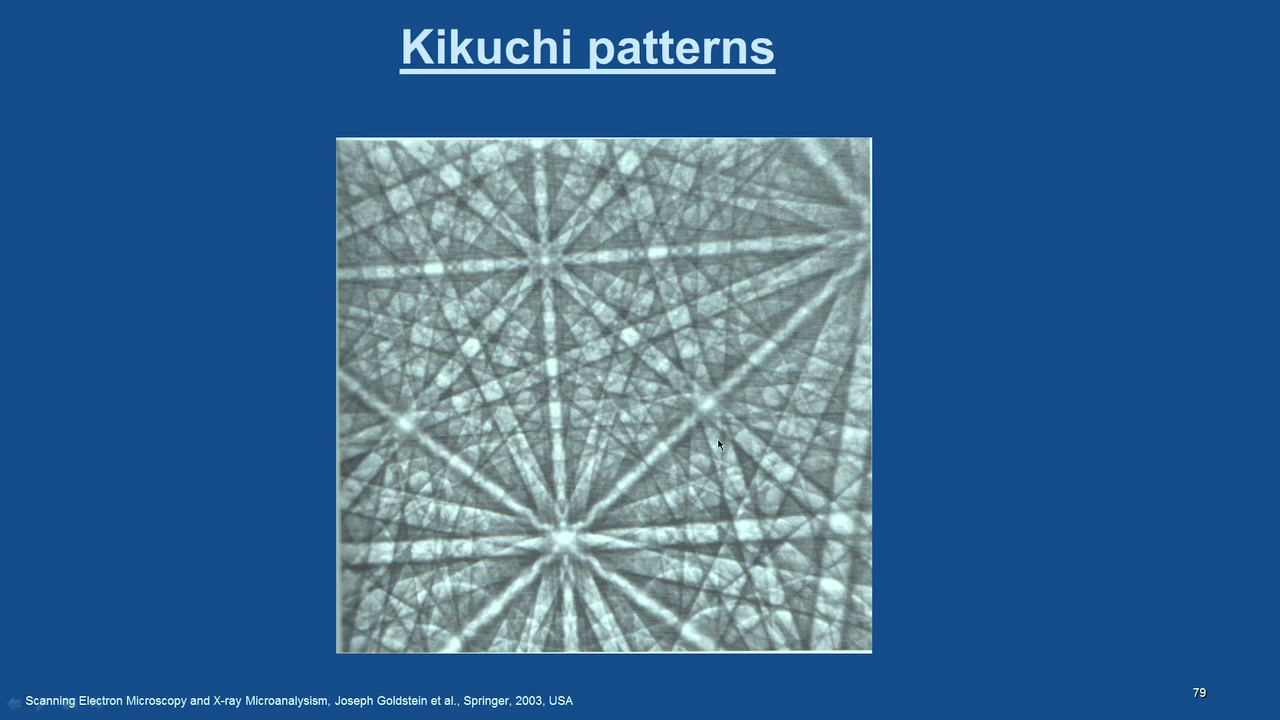 Kikuchi patterns
Scanning Electron Microscopy and X-ray Microanalysism, Joseph Goldstein et al., Springer, 2003, USA
79